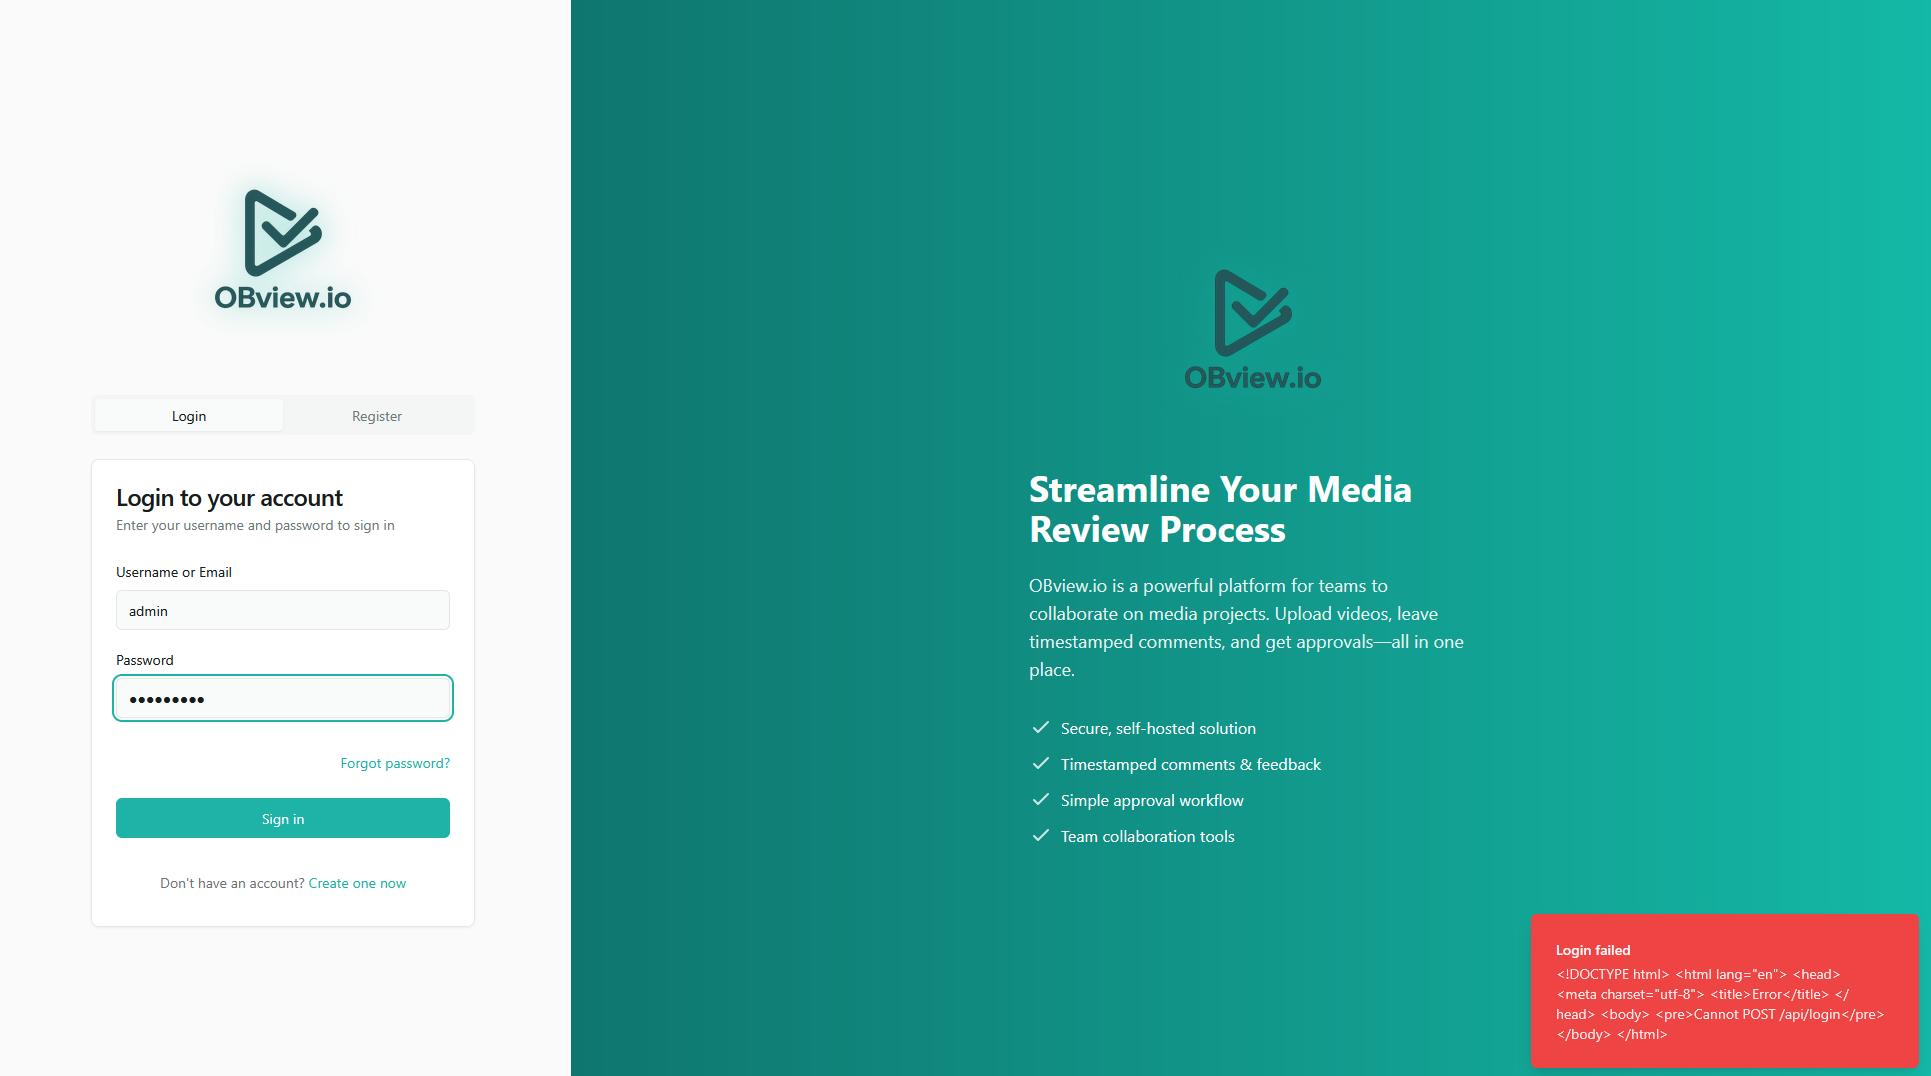 OBview.io
Login
Register
Login to your account
Enter your username and password to sign in
Username or Email
admin
Password
•••••••••
Forgot password?
Sign in
Don't have an account? Create one now
OBview.io
Streamline Your Media
Review Process
OBview.io is a powerful platform for teams to
collaborate on media projects. Upload videos, leave
timestamped comments, and get approvals—all in one
place.
Secure, self-hosted solution
Timestamped comments & feedback
Simple approval workflow
Team collaboration tools
Login failed
<!DOCTYPE html> <html lang="en"> <head>
<meta charset="utf-8"> <title>Error</title> </
head> <body> <pre>Cannot POST /api/login</pre>
</body> </html>